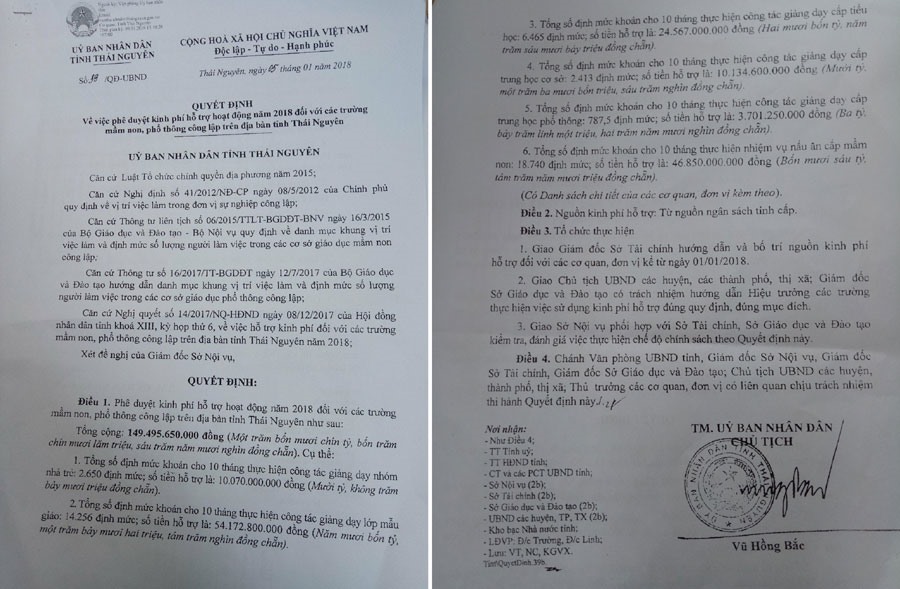 UỶ BAN NHÂN DÂN
TỈNH THÁI NGUYÊN
CỘNG HOÀ XÃ HỘI CHỦ NGHĨA VIỆT NAM
Độc lập - Tự do - Hạnh phúc
Số: /QĐ-UBND
Thái Nguyên, ngày 05 tháng 01 năm 2018
QUYẾT ĐỊNH
Về việc phê duyệt kinh phí hỗ trợ hoạt động năm 2018 đối với các trường
mầm non, phổ thông công lập trên địa bàn tỉnh Thái Nguyên
UỶ BAN NHÂN DÂN TỈNH THÁI NGUYÊN
Căn cứ Luật Tổ chức chính quyền địa phương năm 2015;
Căn cứ Nghị định số 41/2012/NĐ-CP ngày 08/5/2012 của Chính phủ
quy định về vị trí việc làm trong đơn vị sự nghiệp công lập;
Căn cứ Thông tư liên tịch số 06/2015/TTLT-BGDĐT-BNV ngày 16/3/2015
của Bộ Giáo dục và Đào tạo - Bộ Nội vụ quy định về danh mục khung vị trí
việc làm và định mức số lượng người làm việc trong các cơ sở giáo dục mầm non
công lập;
Căn cứ Thông tư số 16/2017/TT-BGDĐT ngày 12/7/2017 của Bộ Giáo dục
và Đào tạo hướng dẫn danh mục khung vị trí việc làm và định mức số lượng
người làm việc trong các cơ sở giáo dục phổ thông công lập;
Căn cứ Nghị quyết số 14/2017/NQ-HĐND ngày 08/12/2017 của Hội đồng
nhân dân tỉnh khoá XIII, kỳ họp thứ 6, về việc hỗ trợ kinh phí đối với các trường
mầm non, phổ thông công lập trên địa bàn tỉnh Thái Nguyên năm 2018;
Xét đề nghị của Giám đốc Sở Nội vụ,
QUYẾT ĐỊNH:
Điều 1. Phê duyệt kinh phí hỗ trợ hoạt động năm 2018 đối với các trường
mầm non, phổ thông công lập trên địa bàn tỉnh Thái Nguyên như sau:
Tổng cộng: 149.495.650.000 đồng (Một trăm bốn mươi chín tỷ, bốn trăm
chín mươi lăm triệu, sáu trăm năm mươi nghìn đồng chẵn). Cụ thể:
1. Tổng số định mức khoán cho 10 tháng thực hiện công tác giảng dạy nhóm
nhà trẻ: 2.650 định mức; số tiền hỗ trợ là: 10.070.000.000 (Mười tỷ, không trăm
bảy mươi triệu đồng chẵn).
2. Tổng số định mức khoán cho 10 tháng thực hiện công tác giảng dạy lớp mẫu
giáo: 14.256 định mức; số tiền hỗ trợ là: 54.172.800.000 đồng (Năm mươi bốn tỷ,
một trăm bảy mươi hai triệu, tám trăm nghìn đồng chẵn).
3. Tổng số định mức khoán cho 10 tháng thực hiện công tác giảng dạy cấp tiểu
học: 6.465 định mức; số tiền hỗ trợ là: 24.567.000.000 đồng (Hai mươi bốn tỷ, năm
trăm sáu mươi bảy triệu đồng chẵn).
4. Tổng số định mức khoán cho 10 tháng thực hiện công tác giảng dạy cấp
trung học cơ sở: 2.413 định mức; số tiền hỗ trợ là: 10.134.600.000 đồng (Mười tỷ,
một trăm ba mươi bốn triệu, sáu trăm nghìn đồng chẵn).
5. Tổng số định mức khoán cho 10 tháng thực hiện công tác giảng dạy cấp
trung học phổ thông: 787,5 định mức; số tiền hỗ trợ là: 3.701.250.000 đồng (Ba tỷ,
bảy trăm linh một triệu, hai trăm năm mươi nghìn đồng chẵn).
6. Tổng số định mức khoán cho 10 tháng thực hiện nhiệm vụ nấu ăn cấp mầm
non: 18.740 định mức; số tiền hỗ trợ là: 46.850.000.000 đồng (Bốn mươi sáu tỷ,
tám trăm năm mươi triệu đồng chẵn).
(Có Danh sách chi tiết của các cơ quan, đơn vị kèm theo).
Điều 2. Nguồn kinh phí hỗ trợ: Từ nguồn ngân sách tỉnh cấp.
Điều 3. Tổ chức thực hiện
1. Giao Giám đốc Sở Tài chính hướng dẫn và bố trí nguồn kinh phí
hỗ trợ đối với các cơ quan, đơn vị kể từ ngày 01/01/2018.
2. Giao Chủ tịch UBND các huyện, các thành phố, thị xã; Giám đốc
Sở Giáo dục và Đào tạo có trách nhiệm hướng dẫn Hiệu trưởng các trường
thực hiện việc sử dụng kinh phí hỗ trợ đúng quy định, đúng mục đích.
3. Giao Sở Nội vụ phối hợp với Sở Tài chính, Sở Giáo dục và Đào tạo
kiểm tra, đánh giá việc thực hiện chế độ chính sách theo Quyết định này.
Điều 4. Chánh Văn phòng UBND tỉnh, Giám đốc Sở Nội vụ, Giám đốc
Sở Tài chính, Giám đốc Sở Giáo dục và Đào tạo; Chủ tịch UBND các huyện,
thành phố, thị xã; Thủ trưởng các cơ quan, đơn vị có liên quan chịu trách nhiệm
thi hành Quyết định này./.
Nơi nhận:
- Như Điều 4;
- TT Tỉnh uỷ;
- TT HĐND tỉnh;
- CT và các PCT UBND tỉnh;
- Sở Nội vụ (2b);
- Sở Tài chính (2b);
- Sở Giáo dục và Đào tạo (2b);
- UBND các huyện, TP, TX (2b);
- Kho bạc Nhà nước tỉnh;
- LĐVP: Đ/c Trường, Đ/c Linh;
- Lưu: VT, NC, KGVX.
TM. UỶ BAN NHÂN DÂN
CHỦ TỊCH
Vũ Hồng Bắc